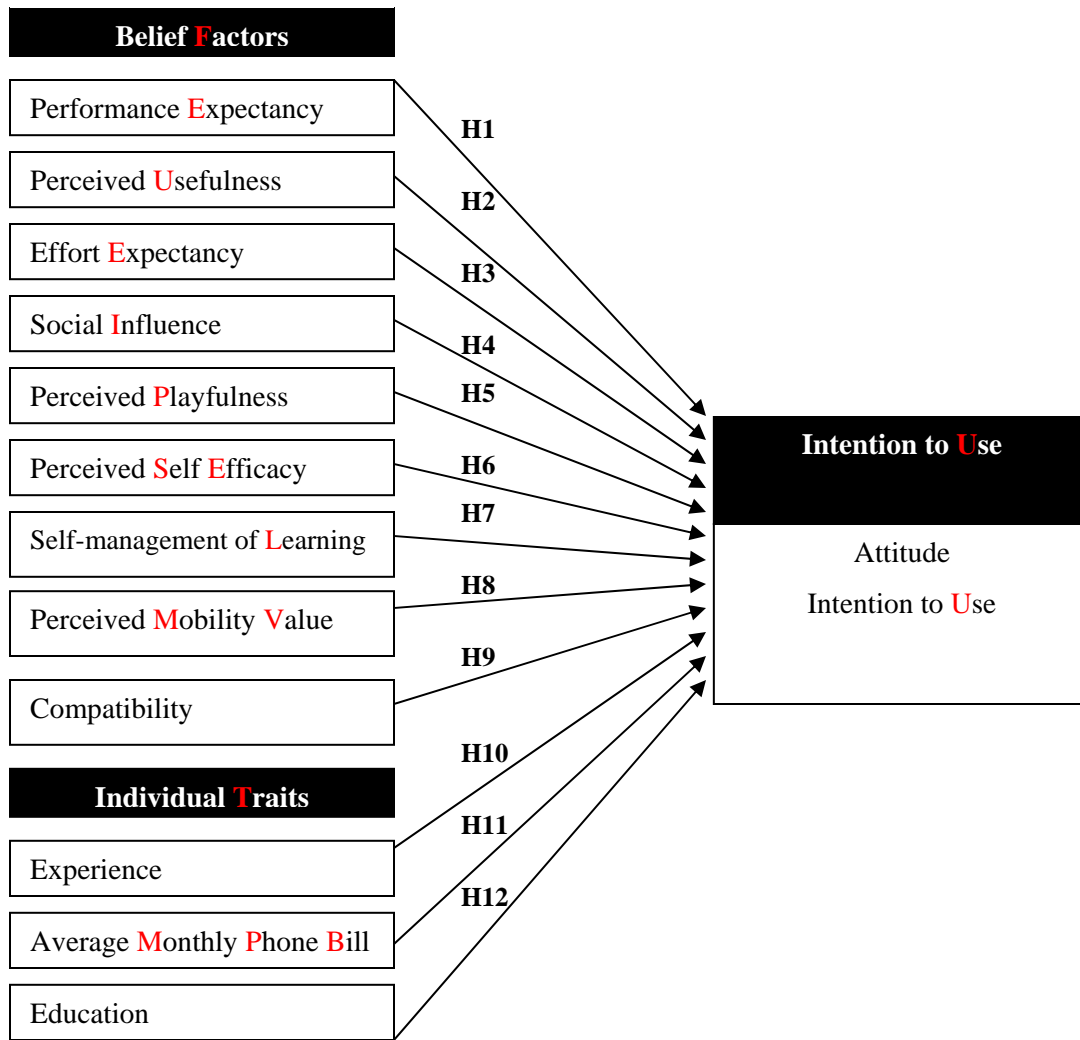 Belief Factors
Performance Expectancy
Perceived Usefulness
Effort Expectancy
Social Influence
Perceived Playfulness
Perceived Self Efficacy
Self-management of Learning
Perceived Mobility Value
Compatibility
Individual Traits
Experience
Average Monthly Phone Bill
Education
H1
H2
H3
H4
H5
H6
H7
H8
H9
H10
H11
H12
Intention to Use
Attitude
Intention to Use